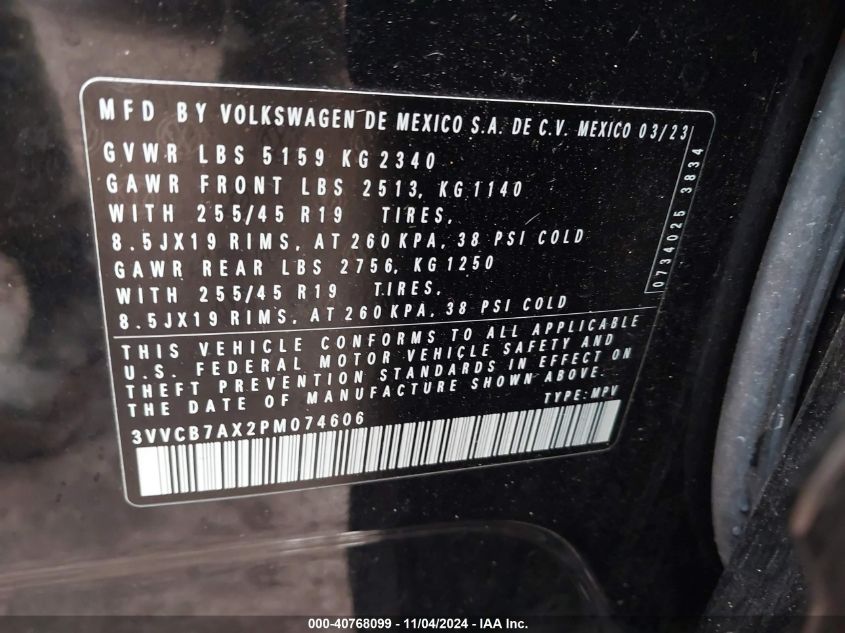 MFD BY VOLKSWAGEN DE MEXICO S.A. DE C.V. MEXICO 03/23
GVWR LBS 5159 KG 2340
GAWR FRONT LBS 2513, KG 1140
WITH 255/45 R19 TIRES,
8.5JX19 RIMS, AT 260 KPA, 38 PSI COLD
GAWR REAR LBS 2756, KG 1250
WITH 255/45 R19 TIRES,
8.5JX19 RIMS, AT 260 KPA, 38 PSI COLD
0734025 3834
THIS VEHICLE CONFORMS TO ALL APPLICABLE
U.S. FEDERAL MOTOR VEHICLE SAFETY AND
THEFT PREVENTION STANDARDS IN EFFECT ON
THE DATE OF MANUFACTURE SHOWN ABOVE.
TYPE: MPV
3VVCB7AX2PM074606
000-40768099 | 11/04/2024 - IAA Inc.